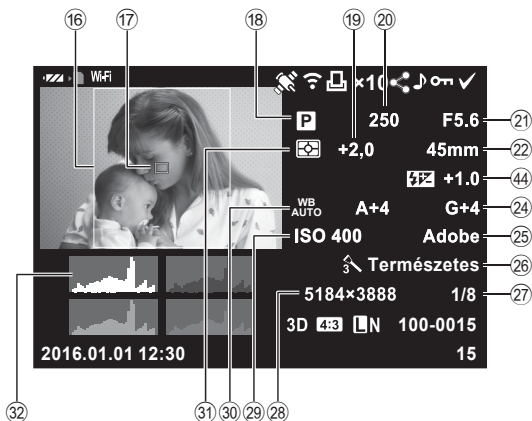 ⑯ ⑰ ⑱ ⑲ ⑳
Wi-Fi ×10
P 250 F5.6 ㉑
+2,0 45mm ㉒
+1.0 ㊹
WB AUTO A+4 G+4 ㉔
ISO 400 Adobe ㉕
3 Természetes ㉖
5184×3888 1/8 ㉗
3D 4:3 LN 100-0015
2016.01.01 12:30 15
㉜ ㉛ ㉚ ㉙ ㉘